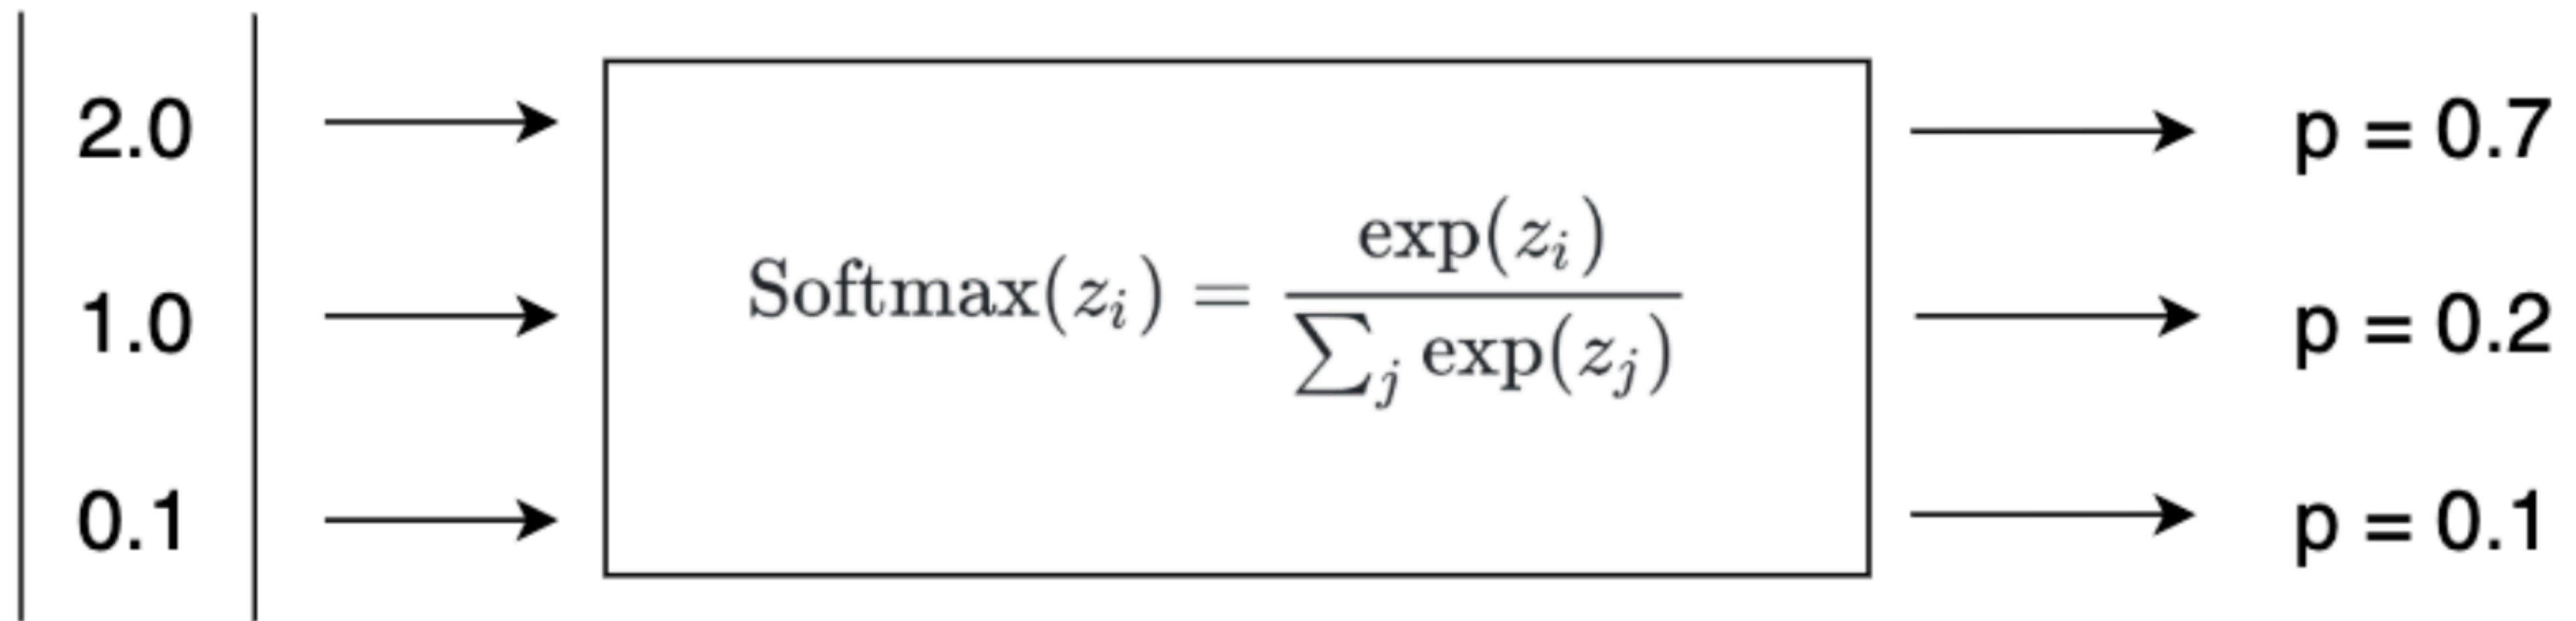 2.0
p = 0.7
1.0
Softmax(z_i) = exp(z_i) / ∑_j exp(z_j)
p = 0.2
0.1
p = 0.1